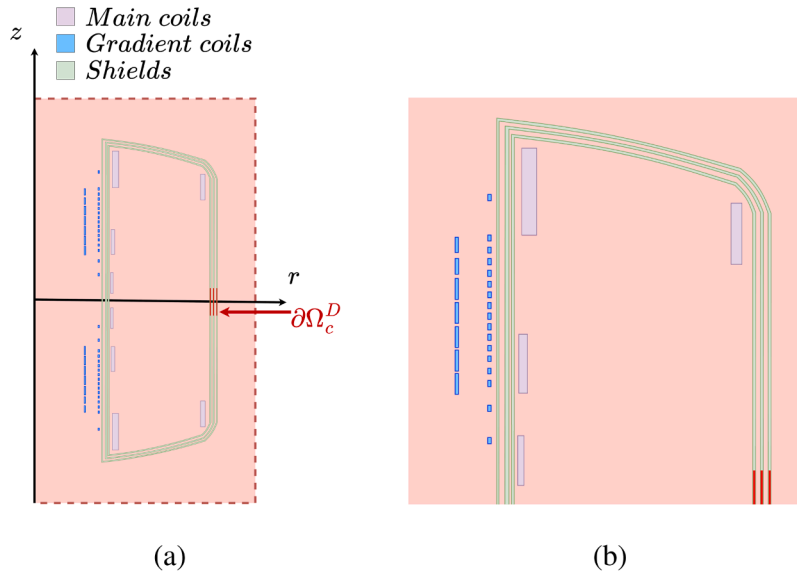 Main coils
z
Gradient coils
Shields
r
∂Ω_c^D
(a)
(b)